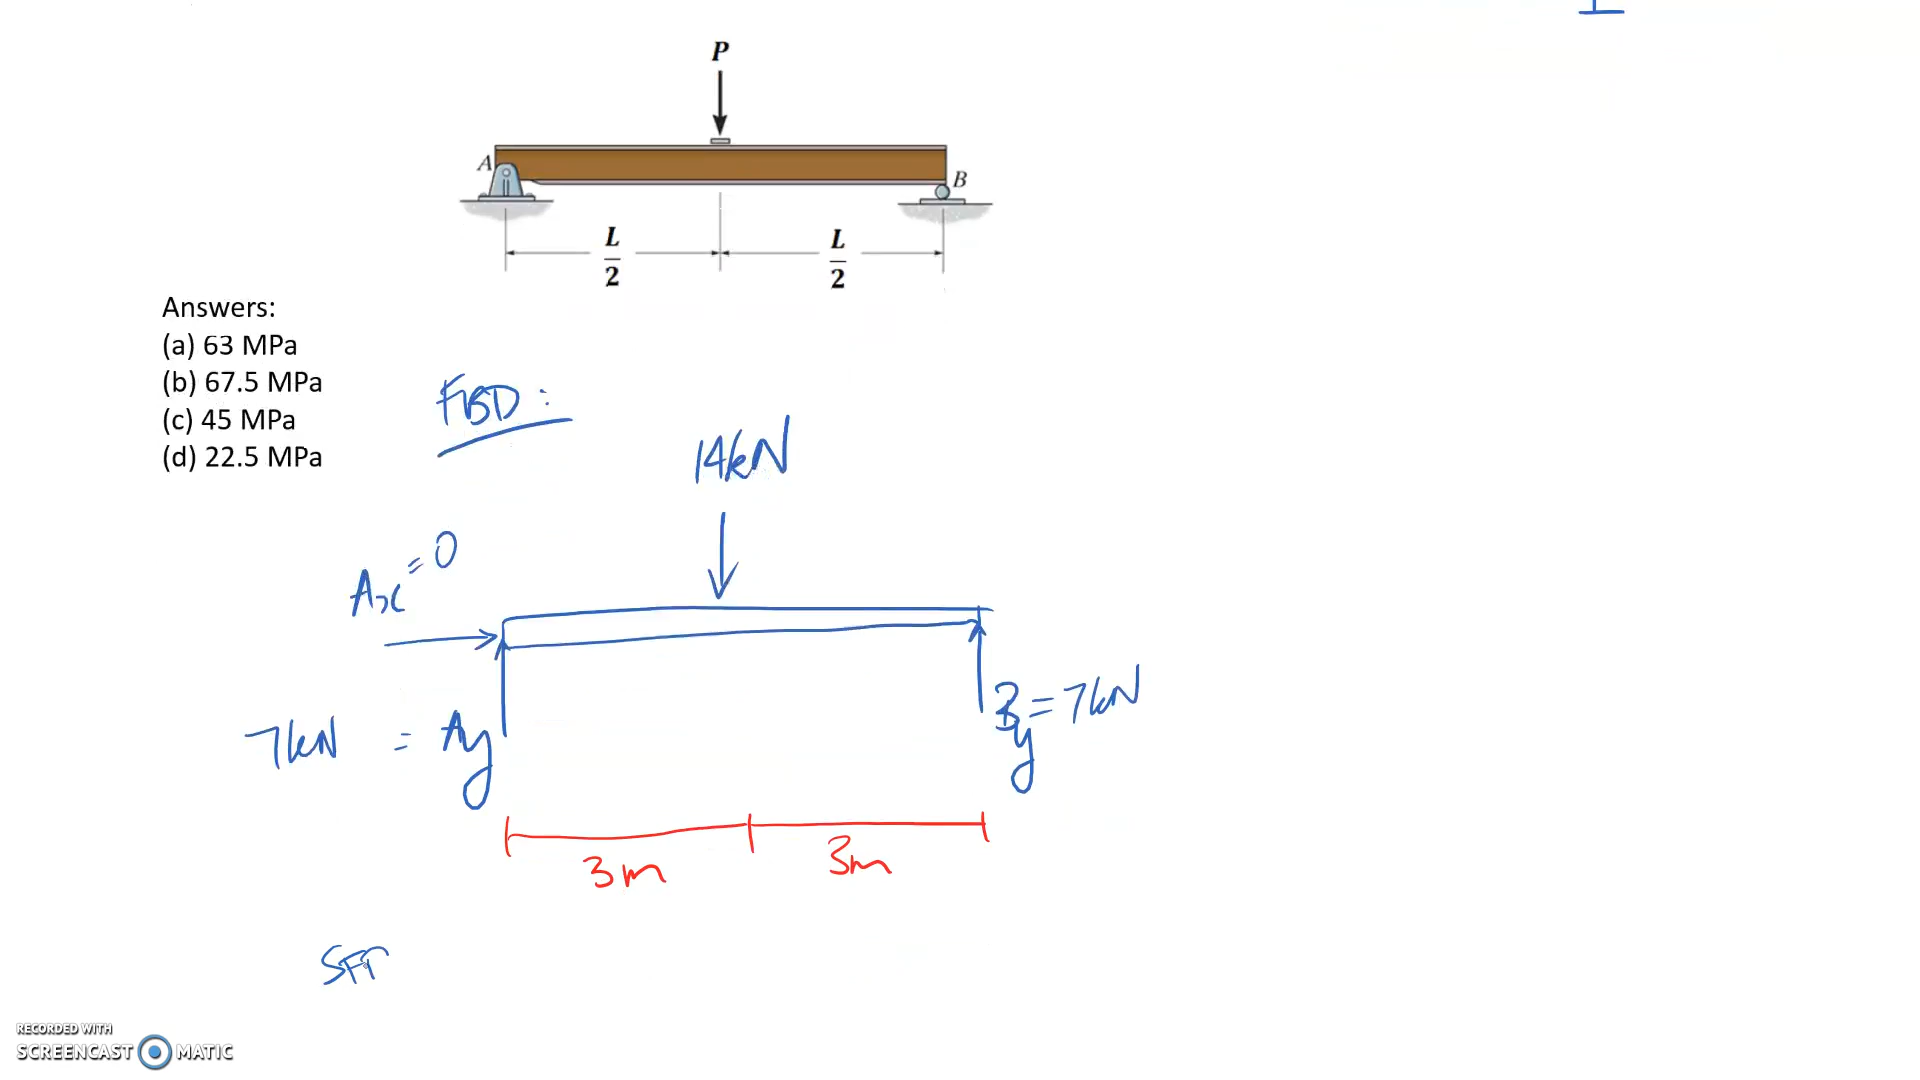 P
A
B
L
2
L
2
Answers:
(a) 63 MPa
(b) 67.5 MPa
(c) 45 MPa
(d) 22.5 MPa
FBD :
14kN
Ax = 0
7kN = Ay
By = 7kN
3m
3m
RECORDED WITH
SCREENCAST MATIC